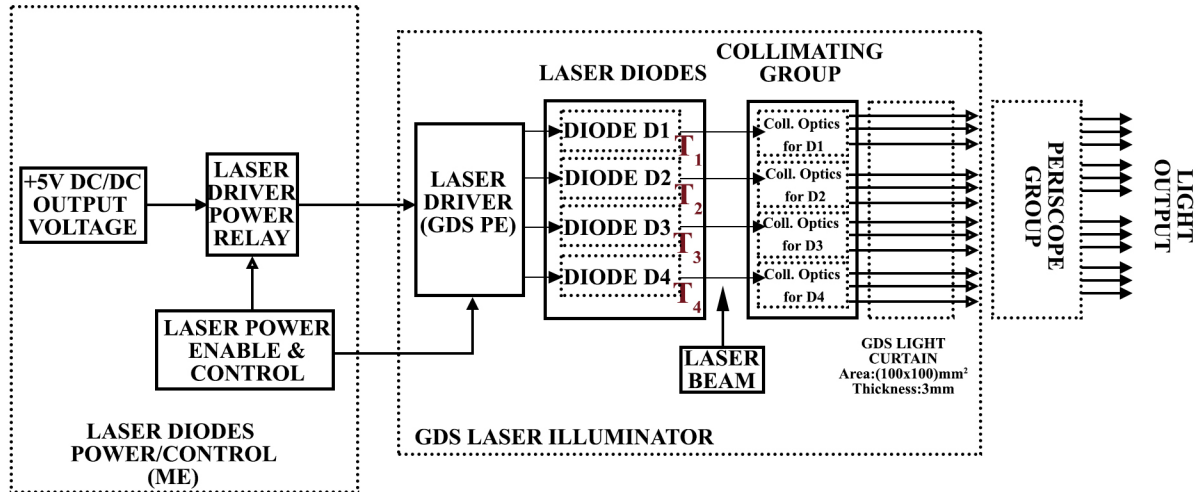 +5V DC/DC
OUTPUT
VOLTAGE
LASER
DRIVER
POWER
RELAY
LASER POWER
ENABLE &
CONTROL
LASER DIODES
POWER/CONTROL
(ME)
LASER
DRIVER
(GDS PE)
LASER DIODES
DIODE D1
T1
DIODE D2
T2
DIODE D3
T3
DIODE D4
T4
LASER
BEAM
COLLIMATING
GROUP
Coll. Optics
for D1
Coll. Optics
for D2
Coll. Optics
for D3
Coll. Optics
for D4
GDS LIGHT
CURTAIN
Area:(100x100)mm²
Thickness:3mm
GDS LASER ILLUMINATOR
PERISCOPE
GROUP
LIGHT
OUTPUT